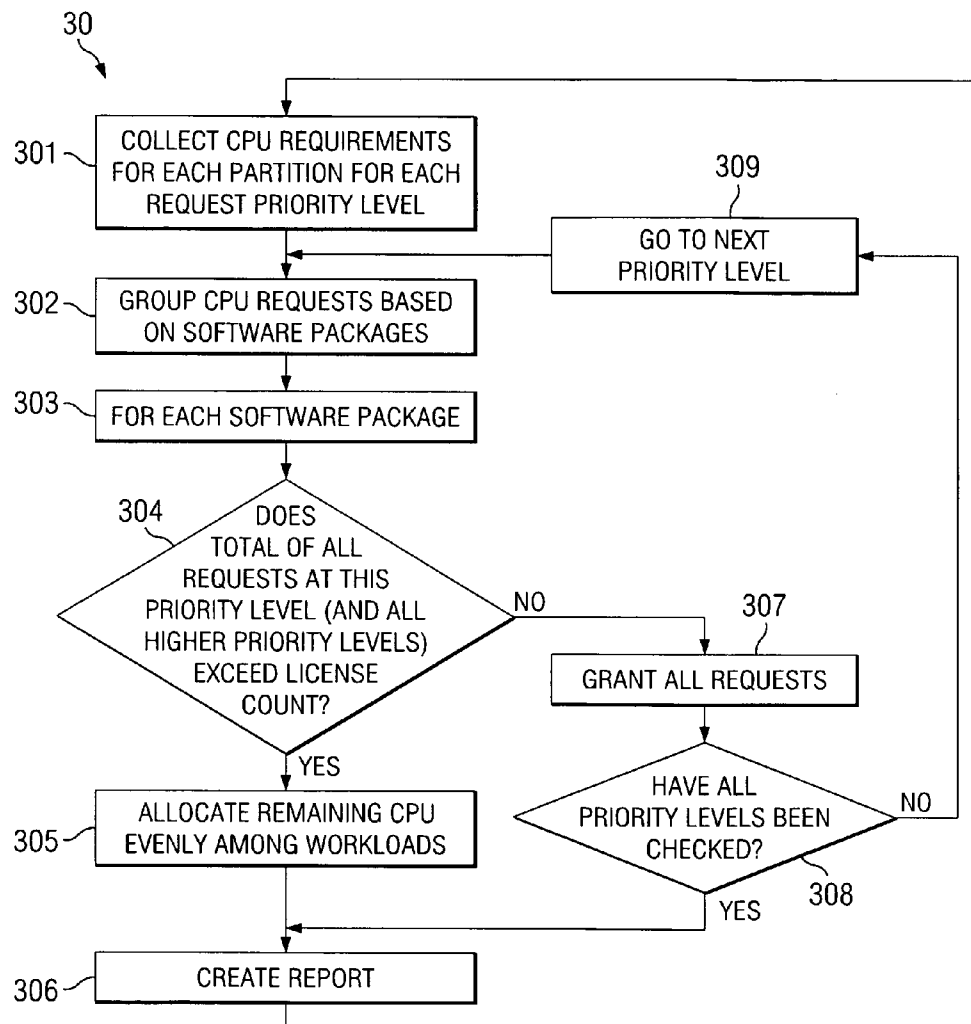 30
301
COLLECT CPU REQUIREMENTS
FOR EACH PARTITION FOR EACH
REQUEST PRIORITY LEVEL
309
GO TO NEXT
PRIORITY LEVEL
302
GROUP CPU REQUESTS BASED
ON SOFTWARE PACKAGES
303
FOR EACH SOFTWARE PACKAGE
304
DOES
TOTAL OF ALL
REQUESTS AT THIS
PRIORITY LEVEL (AND ALL
HIGHER PRIORITY LEVELS)
EXCEED LICENSE
COUNT?
NO
307
GRANT ALL REQUESTS
YES
305
ALLOCATE REMAINING CPU
EVENLY AMONG WORKLOADS
HAVE ALL
PRIORITY LEVELS BEEN
CHECKED?
NO
308
YES
306
CREATE REPORT